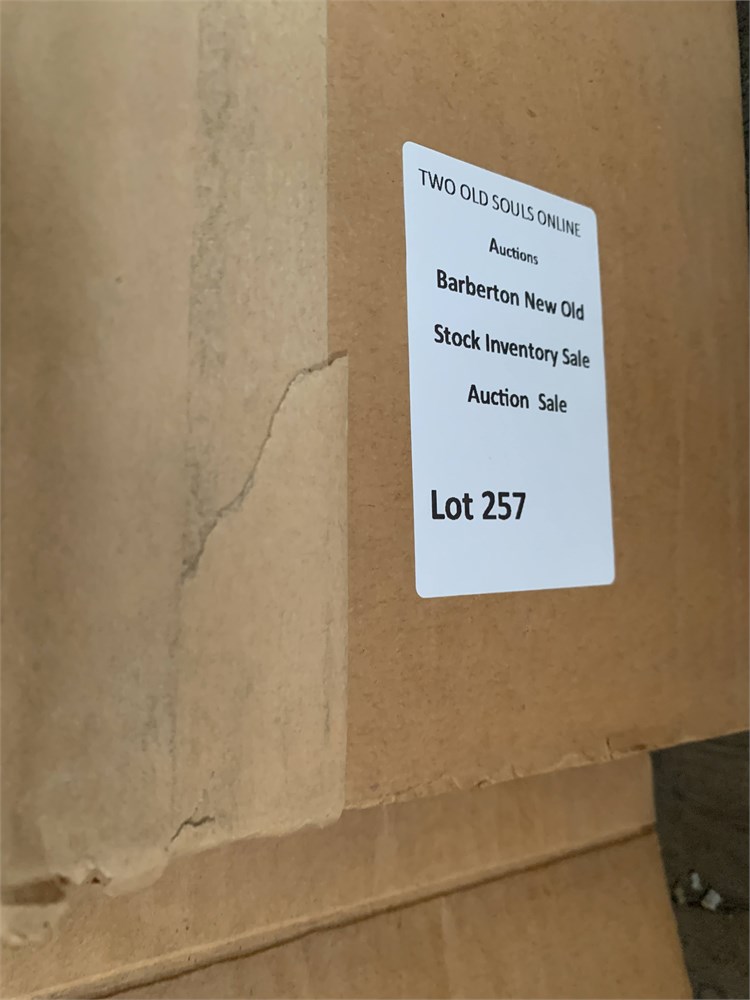 TWO OLD SOULS ONLINE
Auctions
Barberton New Old
Stock Inventory Sale
Auction Sale
Lot 257